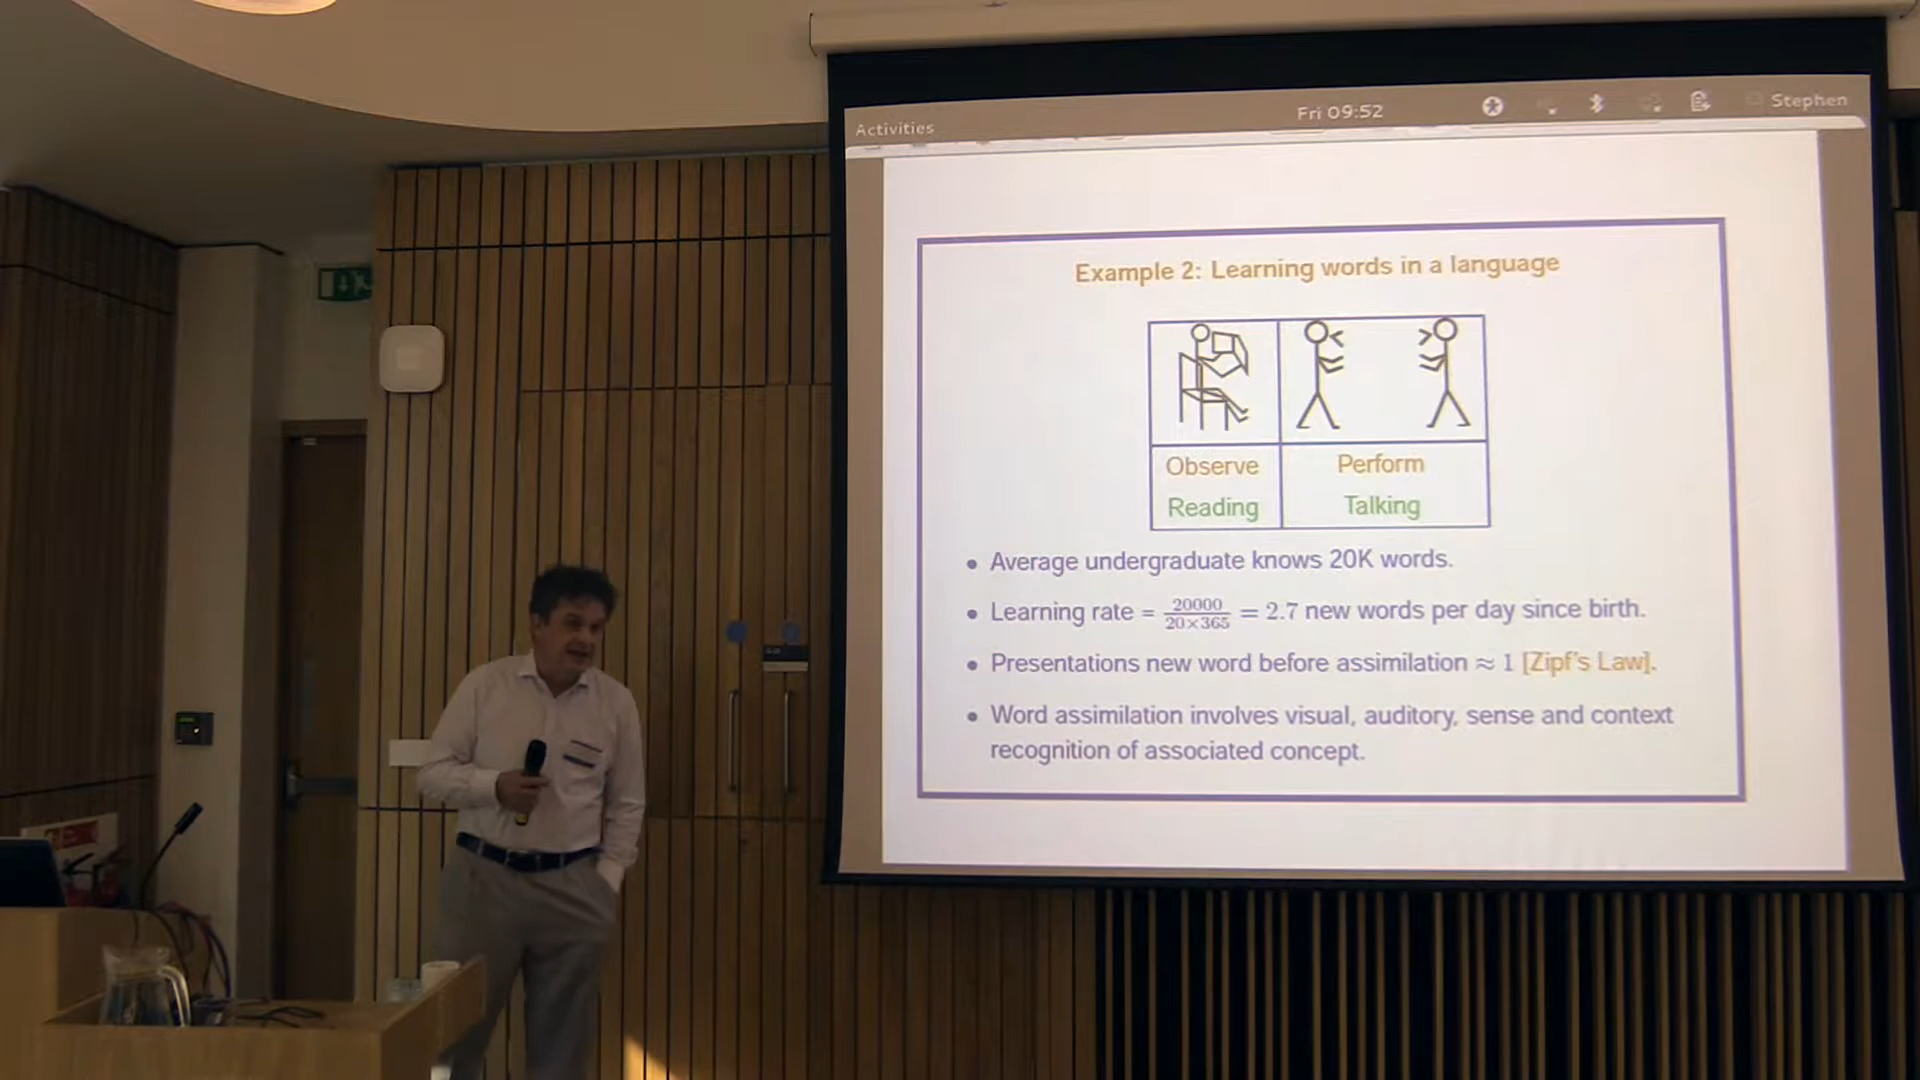 Activities
Fri 09:52
Stephen
Example 2: Learning words in a language
Observe
Perform
Reading
Talking
• Average undergraduate knows 20K words.
• Learning rate = 20000/20×365 = 2.7 new words per day since birth.
• Presentations new word before assimilation ≈ 1 [Zipf's Law].
• Word assimilation involves visual, auditory, sense and context
recognition of associated concept.